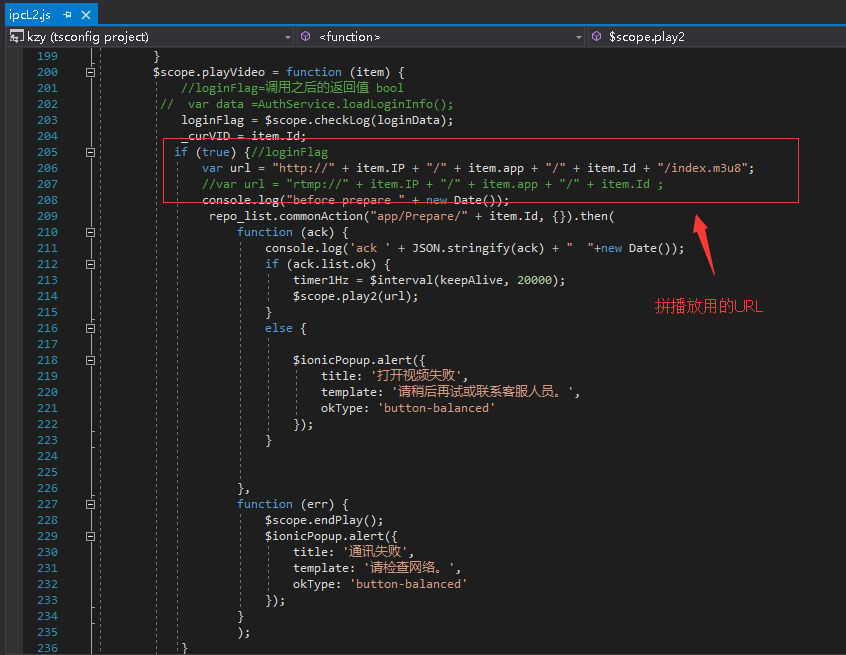 ipcL2.js
kzy (tsconfig project) <function> $scope.play2
199 }
200 $scope.playVideo = function (item) {
201 //loginFlag=调用之后的返回值 bool
202 // var data =AuthService.loadLoginInfo();
203 loginFlag = $scope.checkLog(loginData);
204 _curVID = item.Id;
205 if (true) {//loginFlag
206 var url = "http://" + item.IP + "/" + item.app + "/" + item.Id + "/index.m3u8";
207 //var url = "rtmp://" + item.IP + "/" + item.app + "/" + item.Id ;
208 console.log("before prepare " + new Date());
209 repo_list.commonAction("app/Prepare/" + item.Id, {}).then(
210 function (ack) {
211 console.log('ack ' + JSON.stringify(ack) + "  "+new Date());
212 if (ack.list.ok) {
213 timer1Hz = $interval(keepAlive, 20000);
214 $scope.play2(url);
215 }
拼播放用的URL
216 else {
217
218 $ionicPopup.alert({
219 title: '打开视频失败',
220 template: '请稍后再试或联系客服人员。',
221 okType: 'button-balanced'
222 });
223 }
224
225
226 },
227 function (err) {
228 $scope.endPlay();
229 $ionicPopup.alert({
230 title: '通讯失败',
231 template: '请检查网络。',
232 okType: 'button-balanced'
233 });
234 }
235 );
236 }